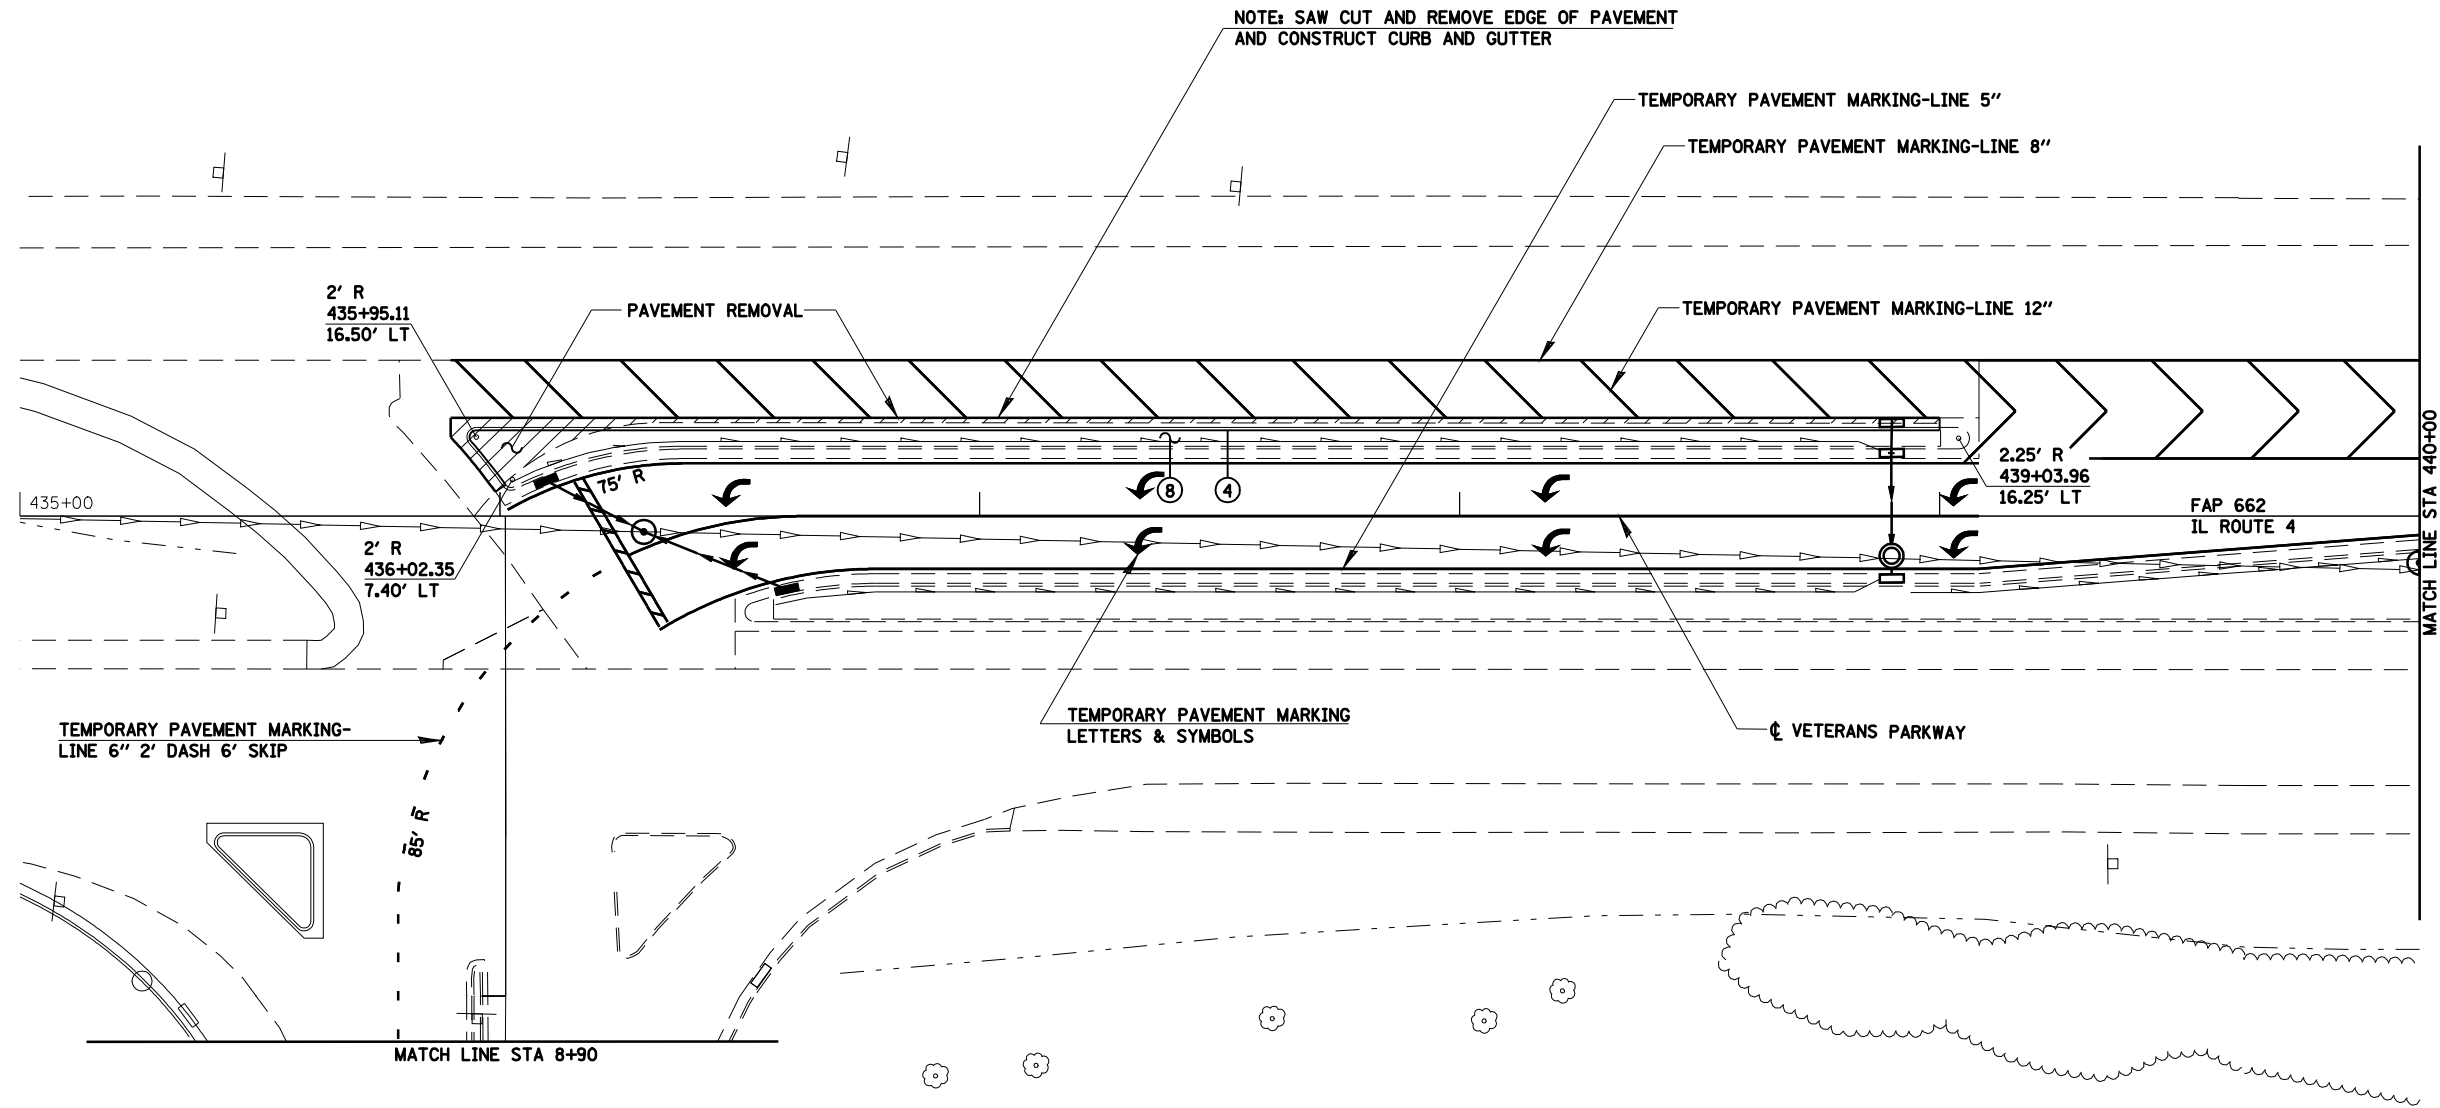 NOTE: SAW CUT AND REMOVE EDGE OF PAVEMENT
AND CONSTRUCT CURB AND GUTTER
TEMPORARY PAVEMENT MARKING-LINE 5"
TEMPORARY PAVEMENT MARKING-LINE 8"
2' R
435+95.11
16.50' LT
PAVEMENT REMOVAL
TEMPORARY PAVEMENT MARKING-LINE 12"
75' R
8
4
2.25' R
439+03.96
16.25' LT
435+00
FAP 662
IL ROUTE 4
MATCH LINE STA 440+00
2' R
436+02.35
7.40' LT
TEMPORARY PAVEMENT MARKING-
LINE 6" 2' DASH 6' SKIP
TEMPORARY PAVEMENT MARKING
LETTERS & SYMBOLS
℄ VETERANS PARKWAY
85' R
MATCH LINE STA 8+90